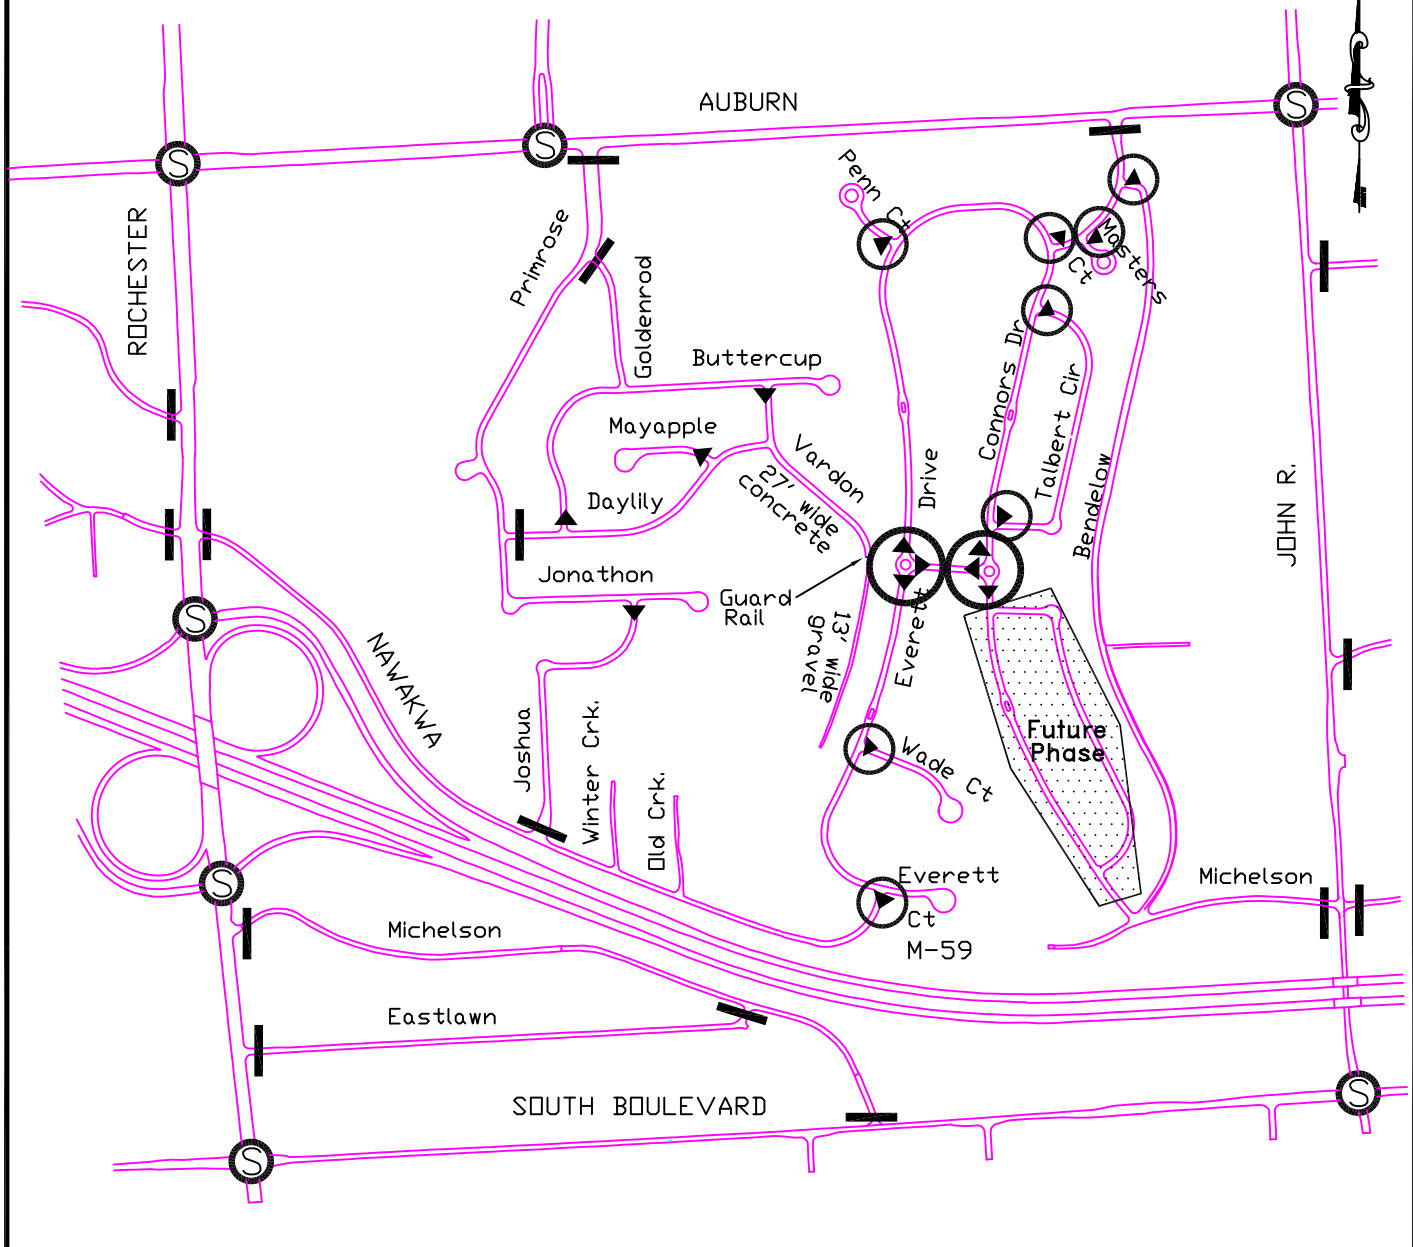 AUBURN
S
S
S
Penn Ct
ROCHESTER
Primrose
Masters
Ct
Goldenrod
Buttercup
Connors Dr
Talbert Cir
Mayapple
Vardon
27' wide
concrete
Drive
Bendelow
Daylily
JOHN R.
Jonathon
Guard
Rail
13' wide
gravel
Everett
S
NAWAKWA
Joshua
Winter Crk.
Old Crk.
Future
Phase
Wade Ct
S
Everett
Ct
Michelson
Michelson
M-59
Eastlawn
SOUTH BOULEVARD
S
S